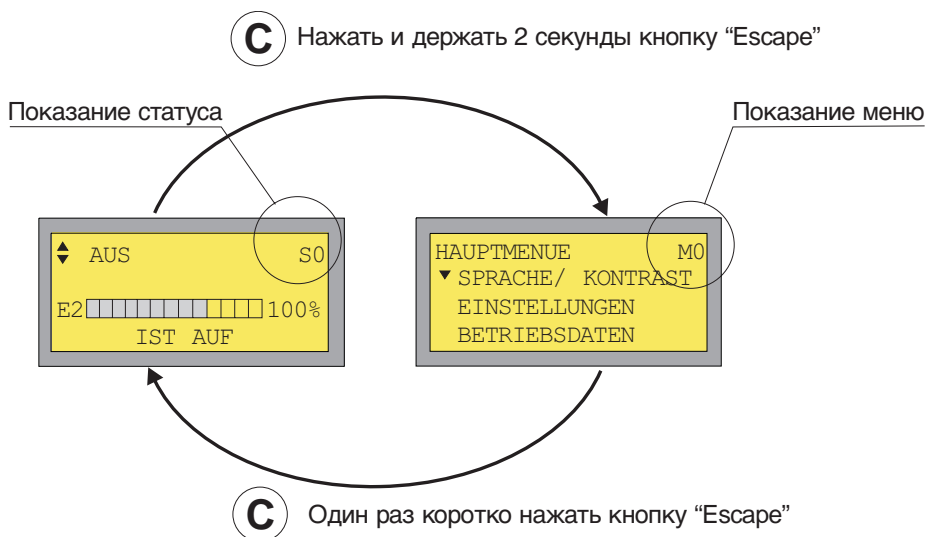 C Нажать и держать 2 секунды кнопку “Escape”
Показание статуса
Показание меню
AUS S0
E2 100%
IST AUF
HAUPTMENUE M0
SPRACHE/ KONTRAST
EINSTELLUNGEN
BETRIEBSDATEN
C Один раз коротко нажать кнопку “Escape”